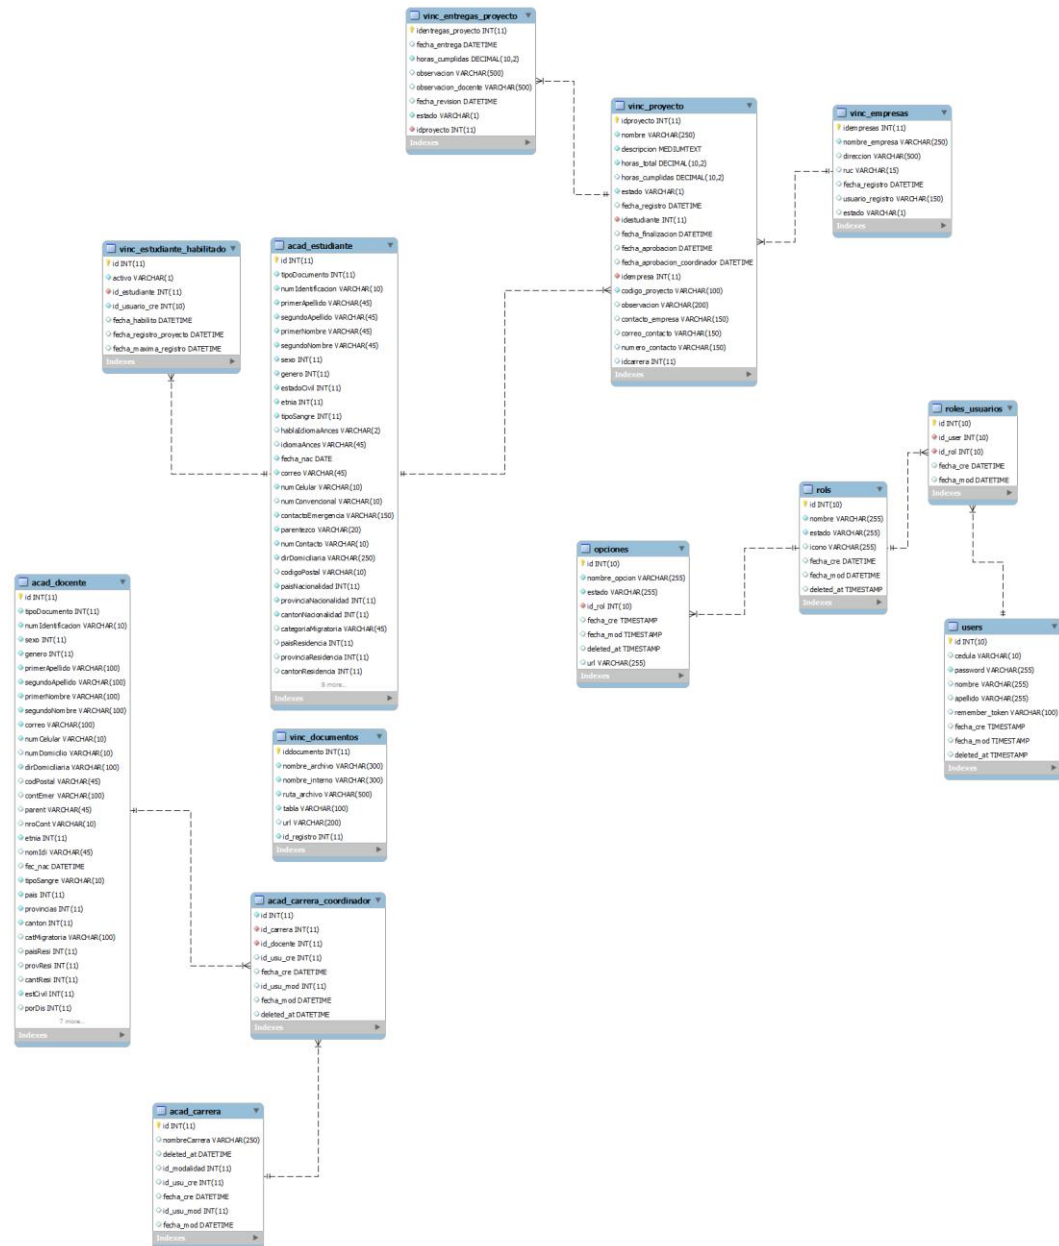 vinc_entregas_proyecto
identregas_proyecto INT(11)
fecha_entrega DATETIME
horas_cumplidas DECIMAL(10,2)
observacion VARCHAR(500)
observacion_docente VARCHAR(500)
fecha_revision DATETIME
estado VARCHAR(1)
idproyecto INT(11)
Indexes
vinc_proyecto
idproyecto INT(11)
nombre VARCHAR(250)
descripcion MEDIUMTEXT
horas_total DECIMAL(10,2)
horas_cumplidas DECIMAL(10,2)
estado VARCHAR(1)
fecha_registro DATETIME
idestudiante INT(11)
fecha_finalizacion DATETIME
fecha_aprobacion DATETIME
fecha_aprobacion_coordinador DATETIME
idempresa INT(11)
codigo_proyecto VARCHAR(100)
observacion VARCHAR(200)
contacto_empresa VARCHAR(150)
correo_contacto VARCHAR(150)
numero_contacto VARCHAR(150)
idcarrera INT(11)
Indexes
vinc_empresas
idempresas INT(11)
nombre_empresa VARCHAR(250)
direccion VARCHAR(500)
ruc VARCHAR(15)
fecha_registro DATETIME
usuario_registro VARCHAR(150)
estado VARCHAR(1)
Indexes
vinc_estudiante_habilitado
id INT(11)
activo VARCHAR(1)
id_estudiante INT(11)
id_usuario_cre INT(10)
fecha_habilito DATETIME
fecha_registro_proyecto DATETIME
fecha_maxima_registro DATETIME
Indexes
acad_estudiante
id INT(11)
tipoDocumento INT(11)
numIdentificacion VARCHAR(10)
primerApellido VARCHAR(45)
segundoApellido VARCHAR(45)
primerNombre VARCHAR(45)
segundoNombre VARCHAR(45)
sexo INT(11)
genero INT(11)
estadoCivil INT(11)
etnia INT(11)
tipoSangre INT(11)
hablaIdiomaAnces VARCHAR(2)
idiomaAnces VARCHAR(45)
fecha_nac DATE
correo VARCHAR(45)
numCelular VARCHAR(10)
numConvencional VARCHAR(10)
contactoEmergencia VARCHAR(150)
parentezco VARCHAR(20)
numContacto VARCHAR(10)
dirDomiciliaria VARCHAR(250)
codigoPostal VARCHAR(10)
paisNacionalidad INT(11)
provinciaNacionalidad INT(11)
cantonNacionalidad INT(11)
categoriaMigratoria VARCHAR(45)
paisResidencia INT(11)
provinciaResidencia INT(11)
cantonResidencia INT(11)
more...
Indexes
roles_usuarios
id INT(10)
id_user INT(10)
id_rol INT(10)
fecha_cre DATETIME
fecha_mod DATETIME
Indexes
rols
id INT(10)
nombre VARCHAR(255)
estado VARCHAR(255)
icono VARCHAR(255)
fecha_cre DATETIME
fecha_mod DATETIME
deleted_at TIMESTAMP
Indexes
opciones
id INT(10)
nombre_opcion VARCHAR(255)
estado VARCHAR(255)
id_rol INT(10)
fecha_cre TIMESTAMP
fecha_mod TIMESTAMP
deleted_at TIMESTAMP
url VARCHAR(255)
Indexes
users
id INT(10)
cedula VARCHAR(10)
password VARCHAR(255)
nombre VARCHAR(255)
apellido VARCHAR(255)
remember_token VARCHAR(100)
fecha_cre TIMESTAMP
fecha_mod TIMESTAMP
deleted_at TIMESTAMP
Indexes
acad_docente
id INT(11)
tipoDocumento INT(11)
numIdentificacion VARCHAR(10)
sexo INT(11)
genero INT(11)
primerApellido VARCHAR(100)
segundoApellido VARCHAR(100)
primerNombre VARCHAR(100)
segundoNombre VARCHAR(100)
correo VARCHAR(100)
numCelular VARCHAR(10)
numDomicilio VARCHAR(10)
dirDomiciliaria VARCHAR(100)
codPostal VARCHAR(45)
contEmer VARCHAR(100)
parent VARCHAR(45)
nroCont VARCHAR(10)
etnia INT(11)
nomIdi VARCHAR(45)
fec_nac DATETIME
tipoSangre VARCHAR(10)
pais INT(11)
provincias INT(11)
canton INT(11)
catMigratoria VARCHAR(100)
paisResi INT(11)
provResi INT(11)
cantResi INT(11)
estCivil INT(11)
porDis INT(11)
7 more...
Indexes
vinc_documentos
iddocumento INT(11)
nombre_archivo VARCHAR(300)
nombre_interno VARCHAR(300)
ruta_archivo VARCHAR(500)
tabla VARCHAR(100)
url VARCHAR(200)
id_registro INT(11)
Indexes
acad_carrera_coordinador
id INT(11)
id_carrera INT(11)
id_docente INT(11)
id_usu_cre INT(11)
fecha_cre DATETIME
id_usu_mod INT(11)
fecha_mod DATETIME
deleted_at DATETIME
Indexes
acad_carrera
id INT(11)
nombreCarrera VARCHAR(250)
deleted_at DATETIME
id_modalidad INT(11)
id_usu_cre INT(11)
fecha_cre DATETIME
id_usu_mod INT(11)
fecha_mod DATETIME
Indexes